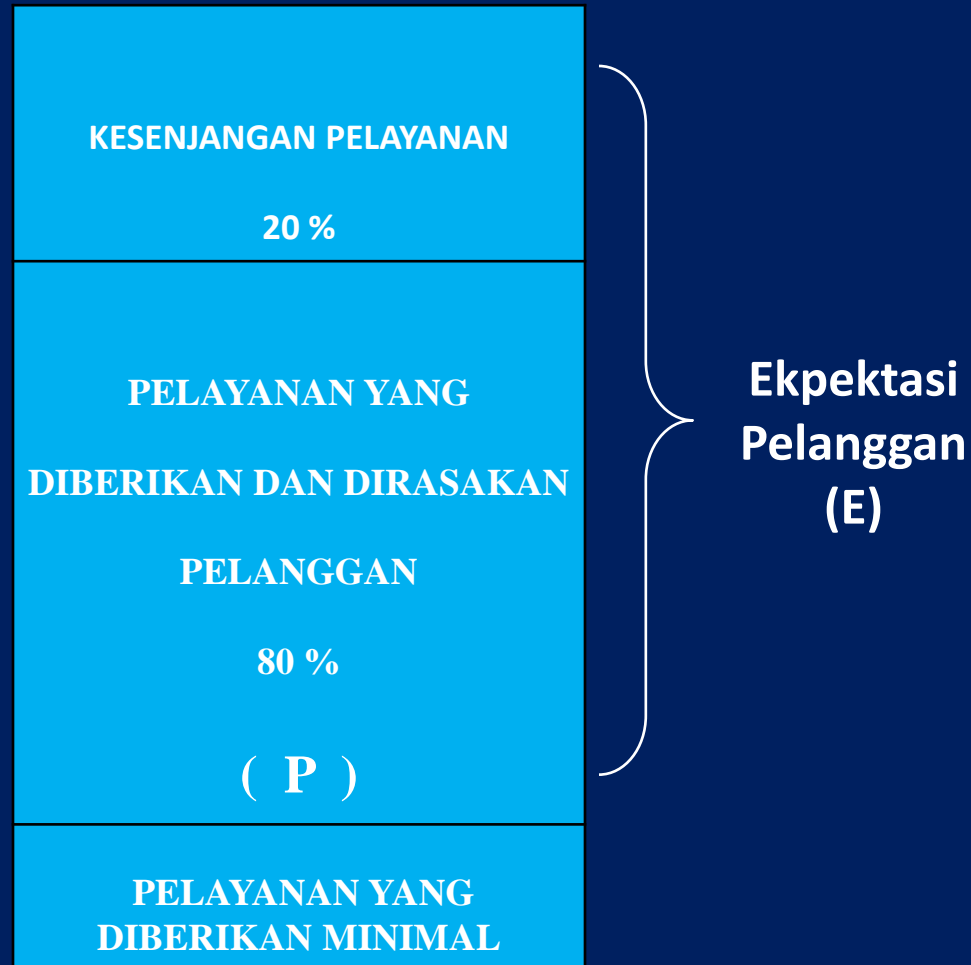 KESENJANGAN PELAYANAN
20 %
PELAYANAN YANG
DIBERIKAN DAN DIRASAKAN
PELANGGAN
80 %
( P )
Ekpektasi
Pelanggan
(E)
PELAYANAN YANG
DIBERIKAN MINIMAL